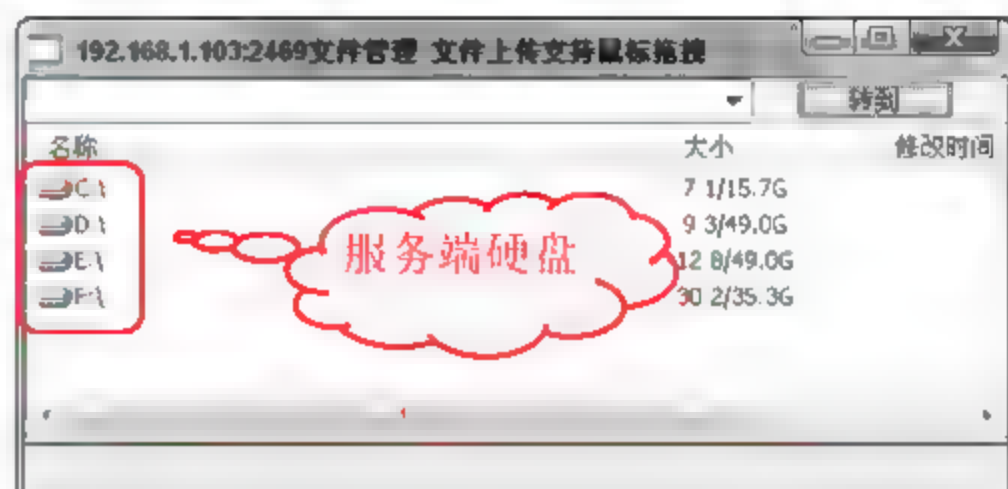 192.168.1.103:2469文件管理 文件上传支持鼠标拖拽
转到
名称 大小 修改时间
C:\ 7 1/15.7G
D:\ 9 3/49.0G
E:\ 12 8/49.0G
F:\ 30 2/35.3G
服务端硬盘